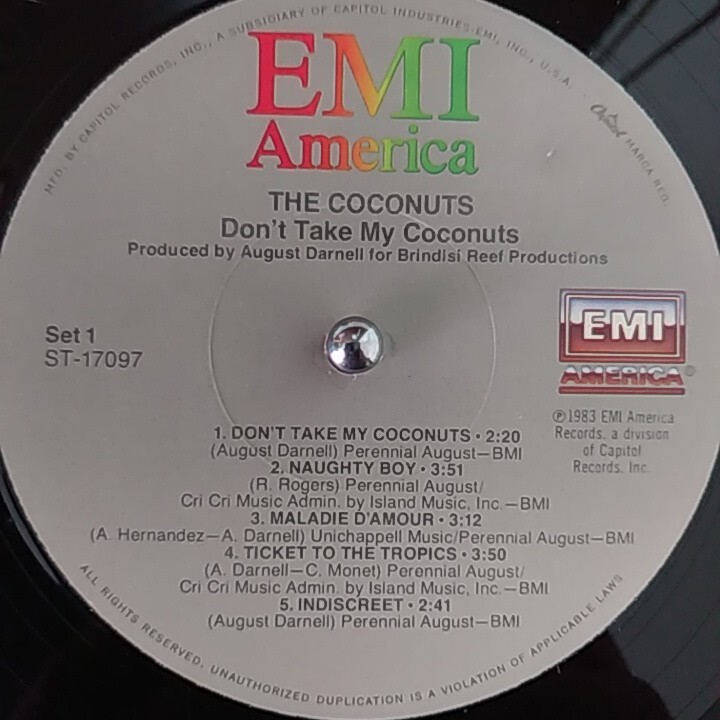 MFD. BY CAPITOL RECORDS, INC., A SUBSIDIARY OF CAPITOL INDUSTRIES-EMI, INC., U.S.A.
Capitol MARCA REG.
EMI
America
THE COCONUTS
Don't Take My Coconuts
Produced by August Darnell for Brindisi Reef Productions
Set 1
ST-17097
EMI
AMERICA®
℗1983 EMI America
Records, a division
of Capitol
Records, Inc.
1. DON'T TAKE MY COCONUTS • 2:20
(August Darnell) Perennial August—BMI
2. NAUGHTY BOY • 3:51
(R. Rogers) Perennial August/
Cri Cri Music Admin. by Island Music, Inc.—BMI
3. MALADIE D'AMOUR • 3:12
(A. Hernandez—A. Darnell) Unichappell Music/Perennial August—BMI
4. TICKET TO THE TROPICS • 3:50
(A. Darnell—C. Monet) Perennial August/
Cri Cri Music Admin. by Island Music, Inc.—BMI
5. INDISCREET • 2:41
(August Darnell) Perennial August—BMI
ALL RIGHTS RESERVED. UNAUTHORIZED DUPLICATION IS A VIOLATION OF APPLICABLE LAWS